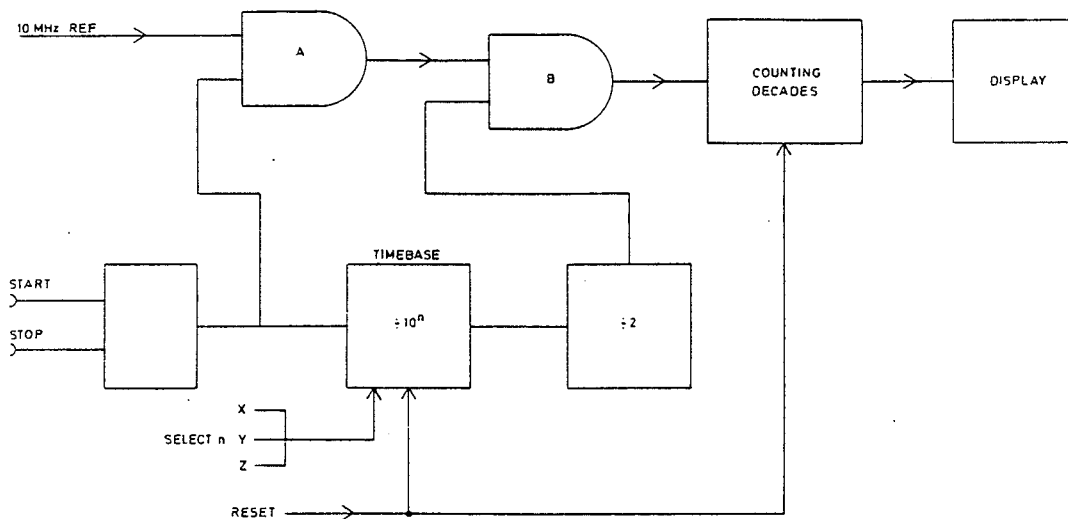 10 MHz REF
A
B
COUNTING
DECADES
DISPLAY
TIMEBASE
START
÷10ⁿ
÷2
STOP
X
SELECT n Y
Z
RESET